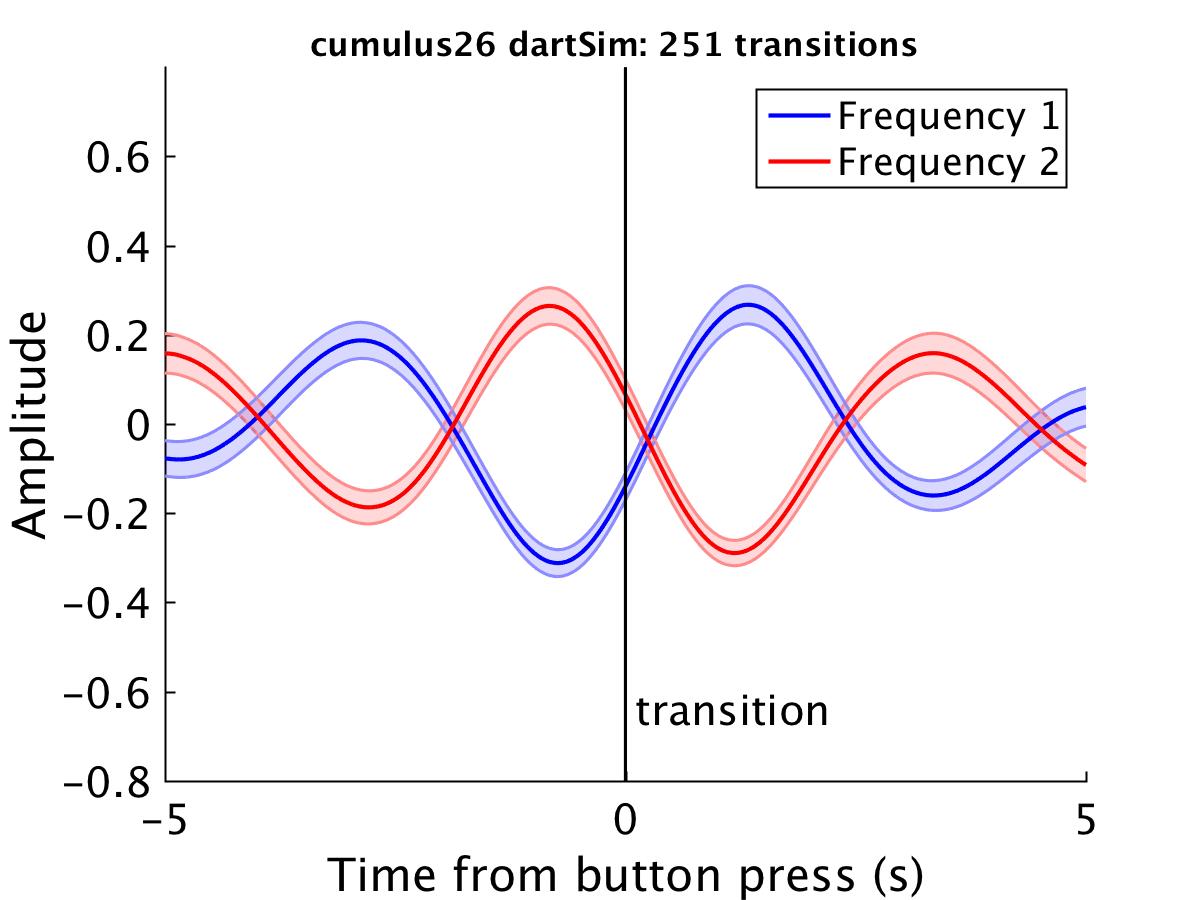 cumulus26 dartSim: 251 transitions
Frequency 1
Frequency 2
0.6
0.4
0.2
0
−0.2
−0.4
−0.6
−0.8
Amplitude
transition
−5
0
5
Time from button press (s)